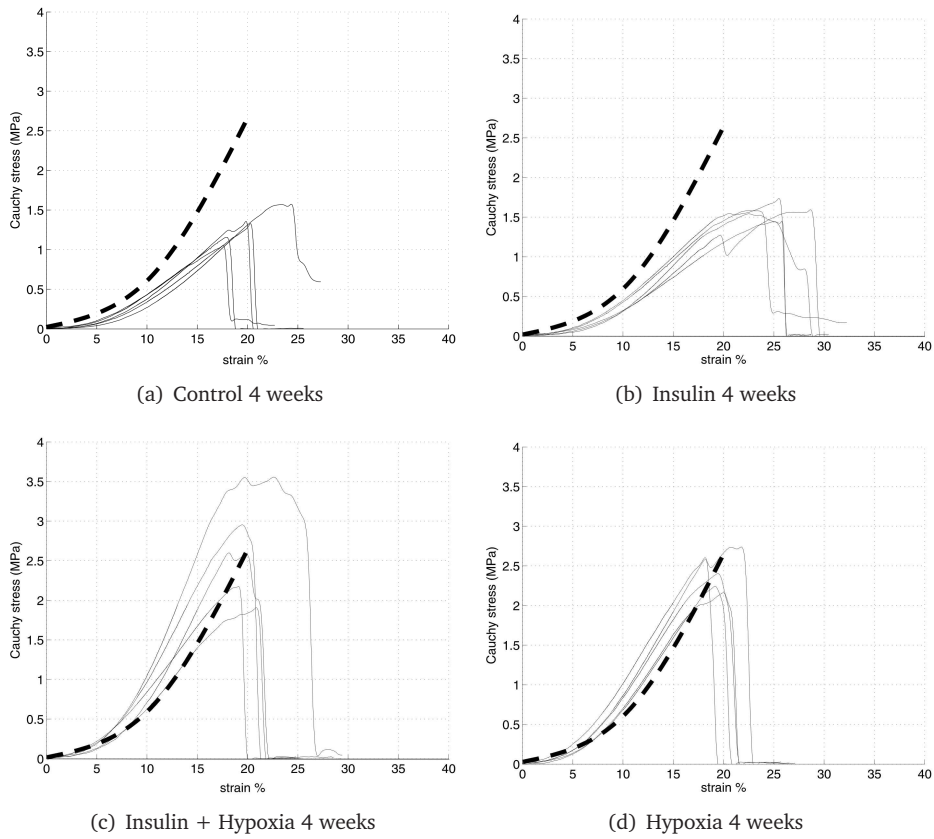 4
3.5
3
2.5
2
1.5
1
0.5
0
Cauchy stress (MPa)
0 5 10 15 20 25 30 35 40
strain %
(a) Control 4 weeks
4
3.5
3
2.5
2
1.5
1
0.5
0
Cauchy stress (MPa)
0 5 10 15 20 25 30 35 40
strain %
(b) Insulin 4 weeks
4
3.5
3
2.5
2
1.5
1
0.5
0
Cauchy stress (MPa)
0 5 10 15 20 25 30 35 40
strain %
(c) Insulin + Hypoxia 4 weeks
4
3.5
3
2.5
2
1.5
1
0.5
0
Cauchy stress (MPa)
0 5 10 15 20 25 30 35 40
strain %
(d) Hypoxia 4 weeks